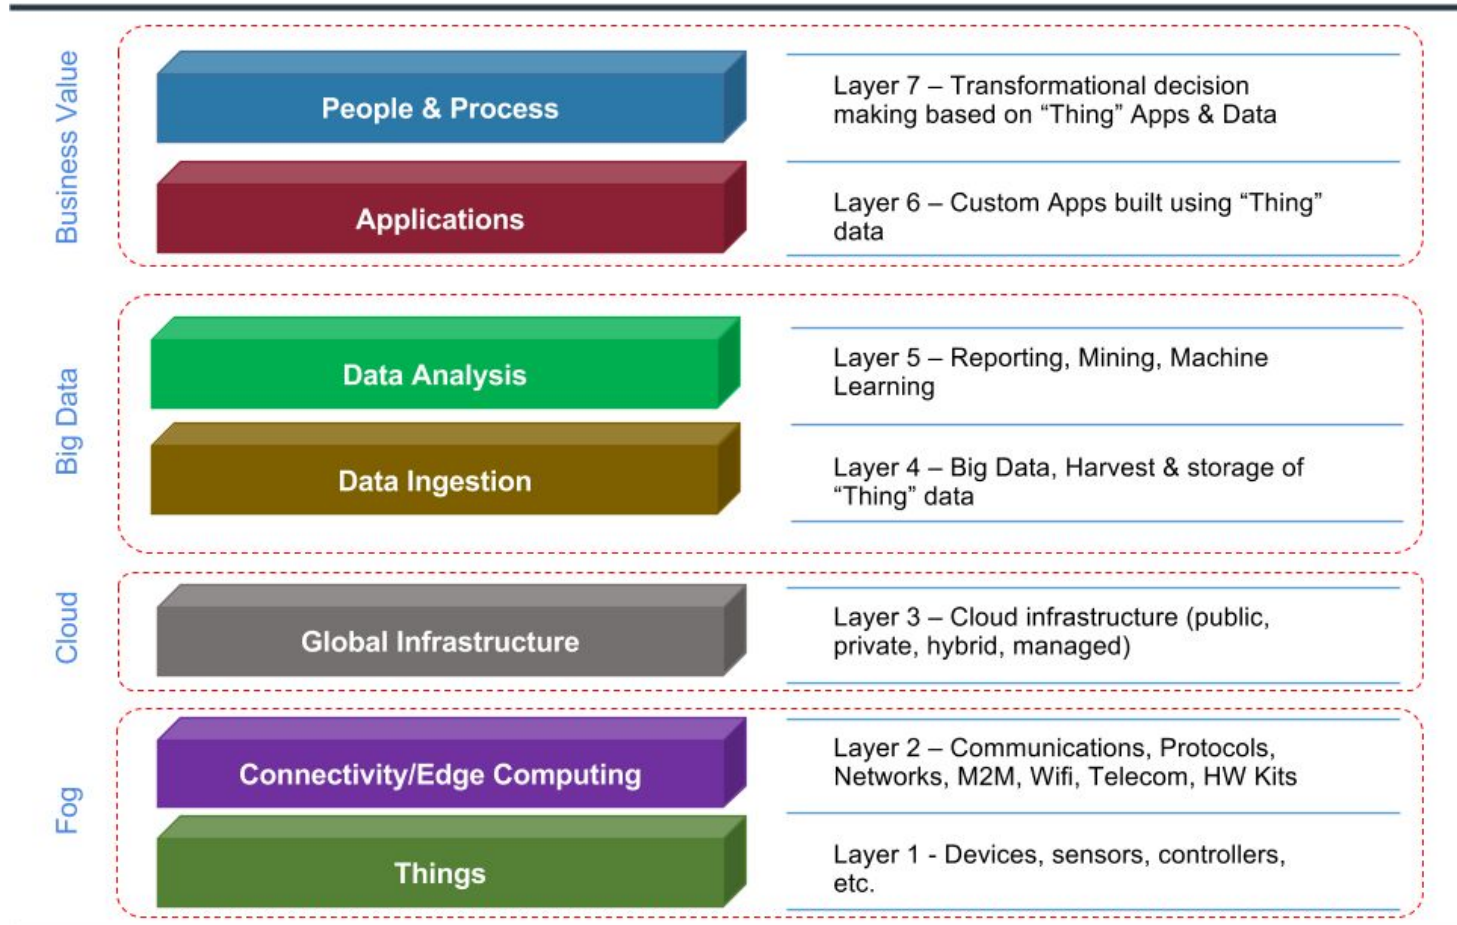 Business Value
People & Process
Layer 7 – Transformational decision
making based on “Thing” Apps & Data
Applications
Layer 6 – Custom Apps built using “Thing”
data
Big Data
Data Analysis
Layer 5 – Reporting, Mining, Machine
Learning
Data Ingestion
Layer 4 – Big Data, Harvest & storage of
“Thing” data
Cloud
Global Infrastructure
Layer 3 – Cloud infrastructure (public,
private, hybrid, managed)
Fog
Connectivity/Edge Computing
Layer 2 – Communications, Protocols,
Networks, M2M, Wifi, Telecom, HW Kits
Things
Layer 1 - Devices, sensors, controllers,
etc.